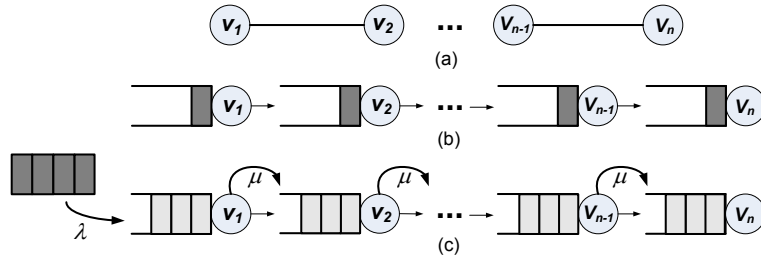 v1 v2 ... Vn-1 Vn
(a)
v1 v2 ... Vn-1 Vn
(b)
μ μ μ
v1 v2 ... Vn-1 Vn
λ
(c)